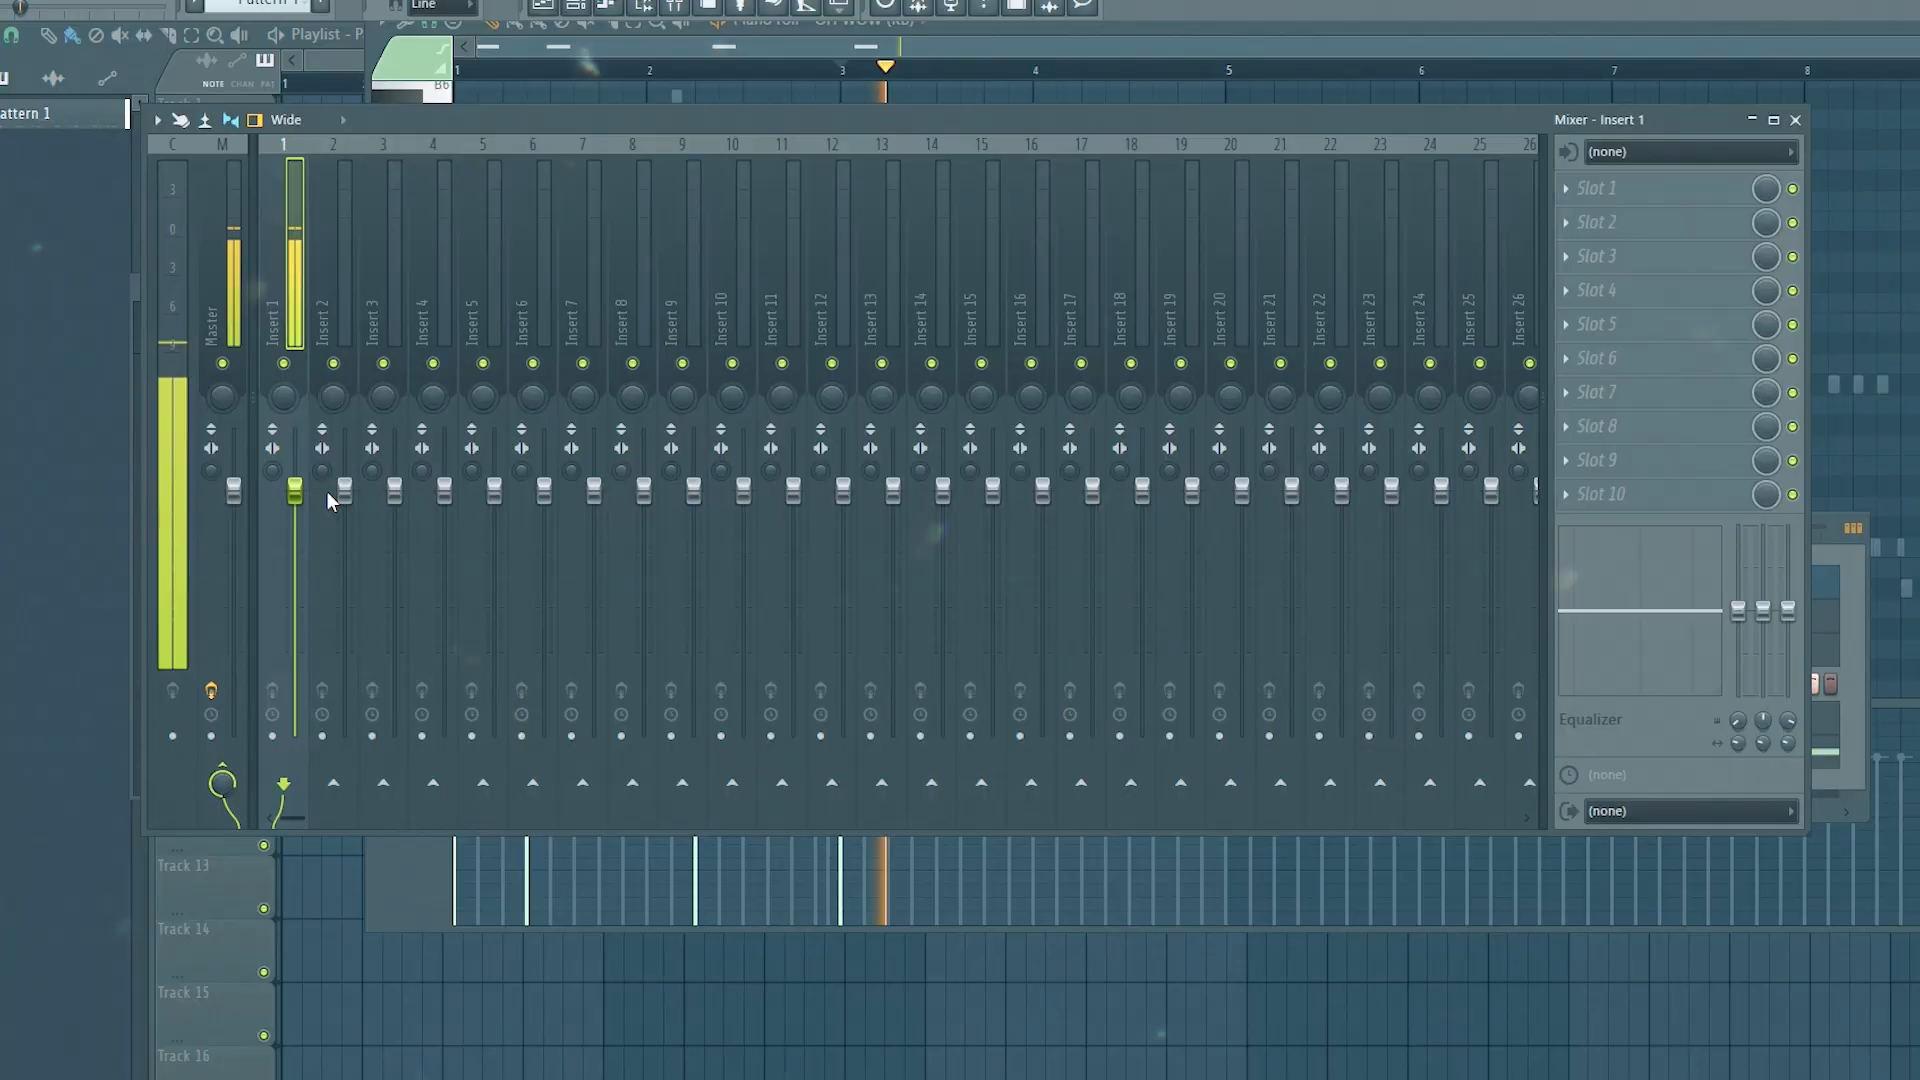 Pattern 1
Line
Playlist - P
NOTE CHAN PAT
1
B6
1 2 3 4 5 6 7 8
attern 1
Wide
Mixer - Insert 1
C M 1 2 3 4 5 6 7 8 9 10 11 12 13 14 15 16 17 18 19 20 21 22 23 24 25 26
(none)
3
0
3
6
9
Master
Insert 1
Insert 2
Insert 3
Insert 4
Insert 5
Insert 6
Insert 7
Insert 8
Insert 9
Insert 10
Insert 11
Insert 12
Insert 13
Insert 14
Insert 15
Insert 16
Insert 17
Insert 18
Insert 19
Insert 20
Insert 21
Insert 22
Insert 23
Insert 24
Insert 25
Insert 26
Slot 1
Slot 2
Slot 3
Slot 4
Slot 5
Slot 6
Slot 7
Slot 8
Slot 9
Slot 10
Equalizer
(none)
(none)
Track 13
Track 14
Track 15
Track 16